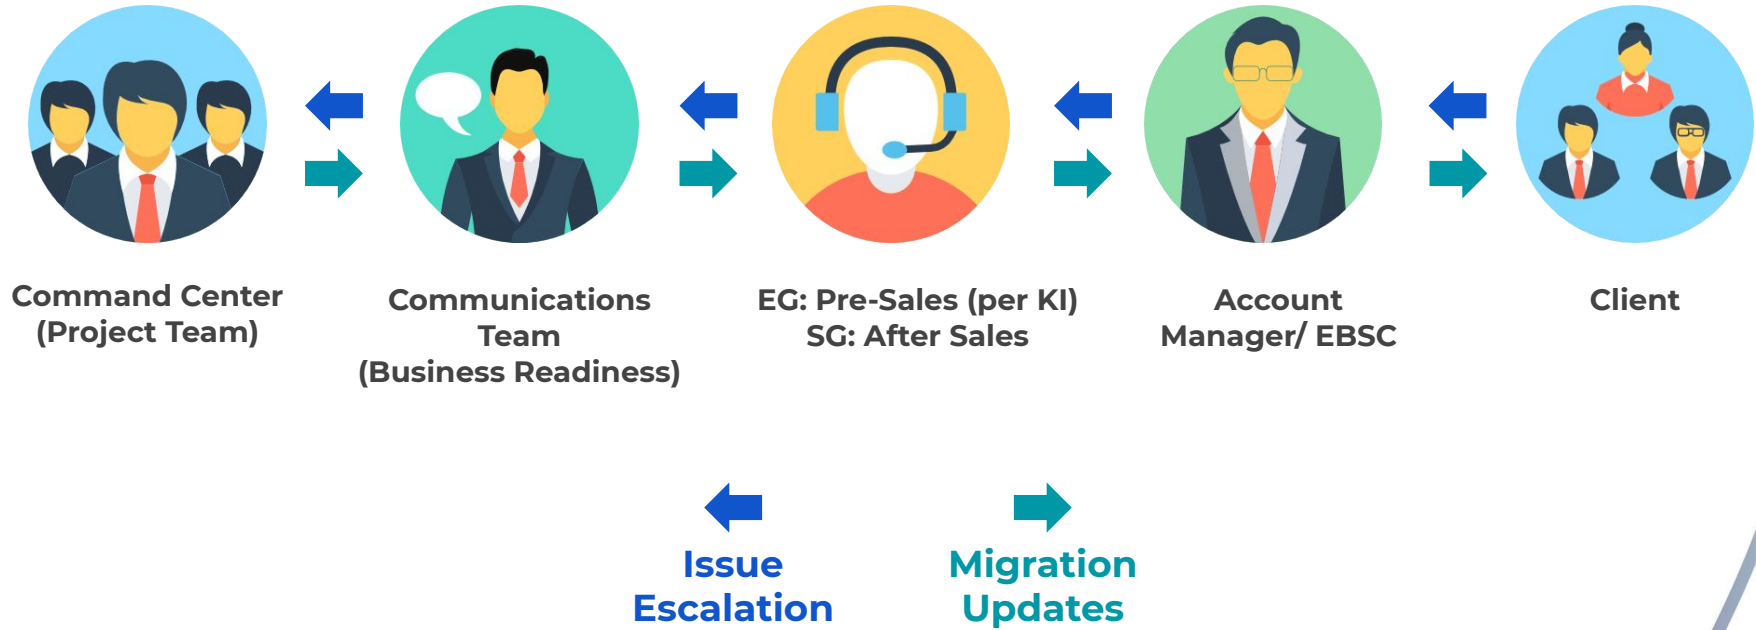 Command Center
(Project Team)
Communications
Team
(Business Readiness)
EG: Pre-Sales (per KI)
SG: After Sales
Account
Manager/ EBSC
Client
Issue
Escalation
Migration
Updates